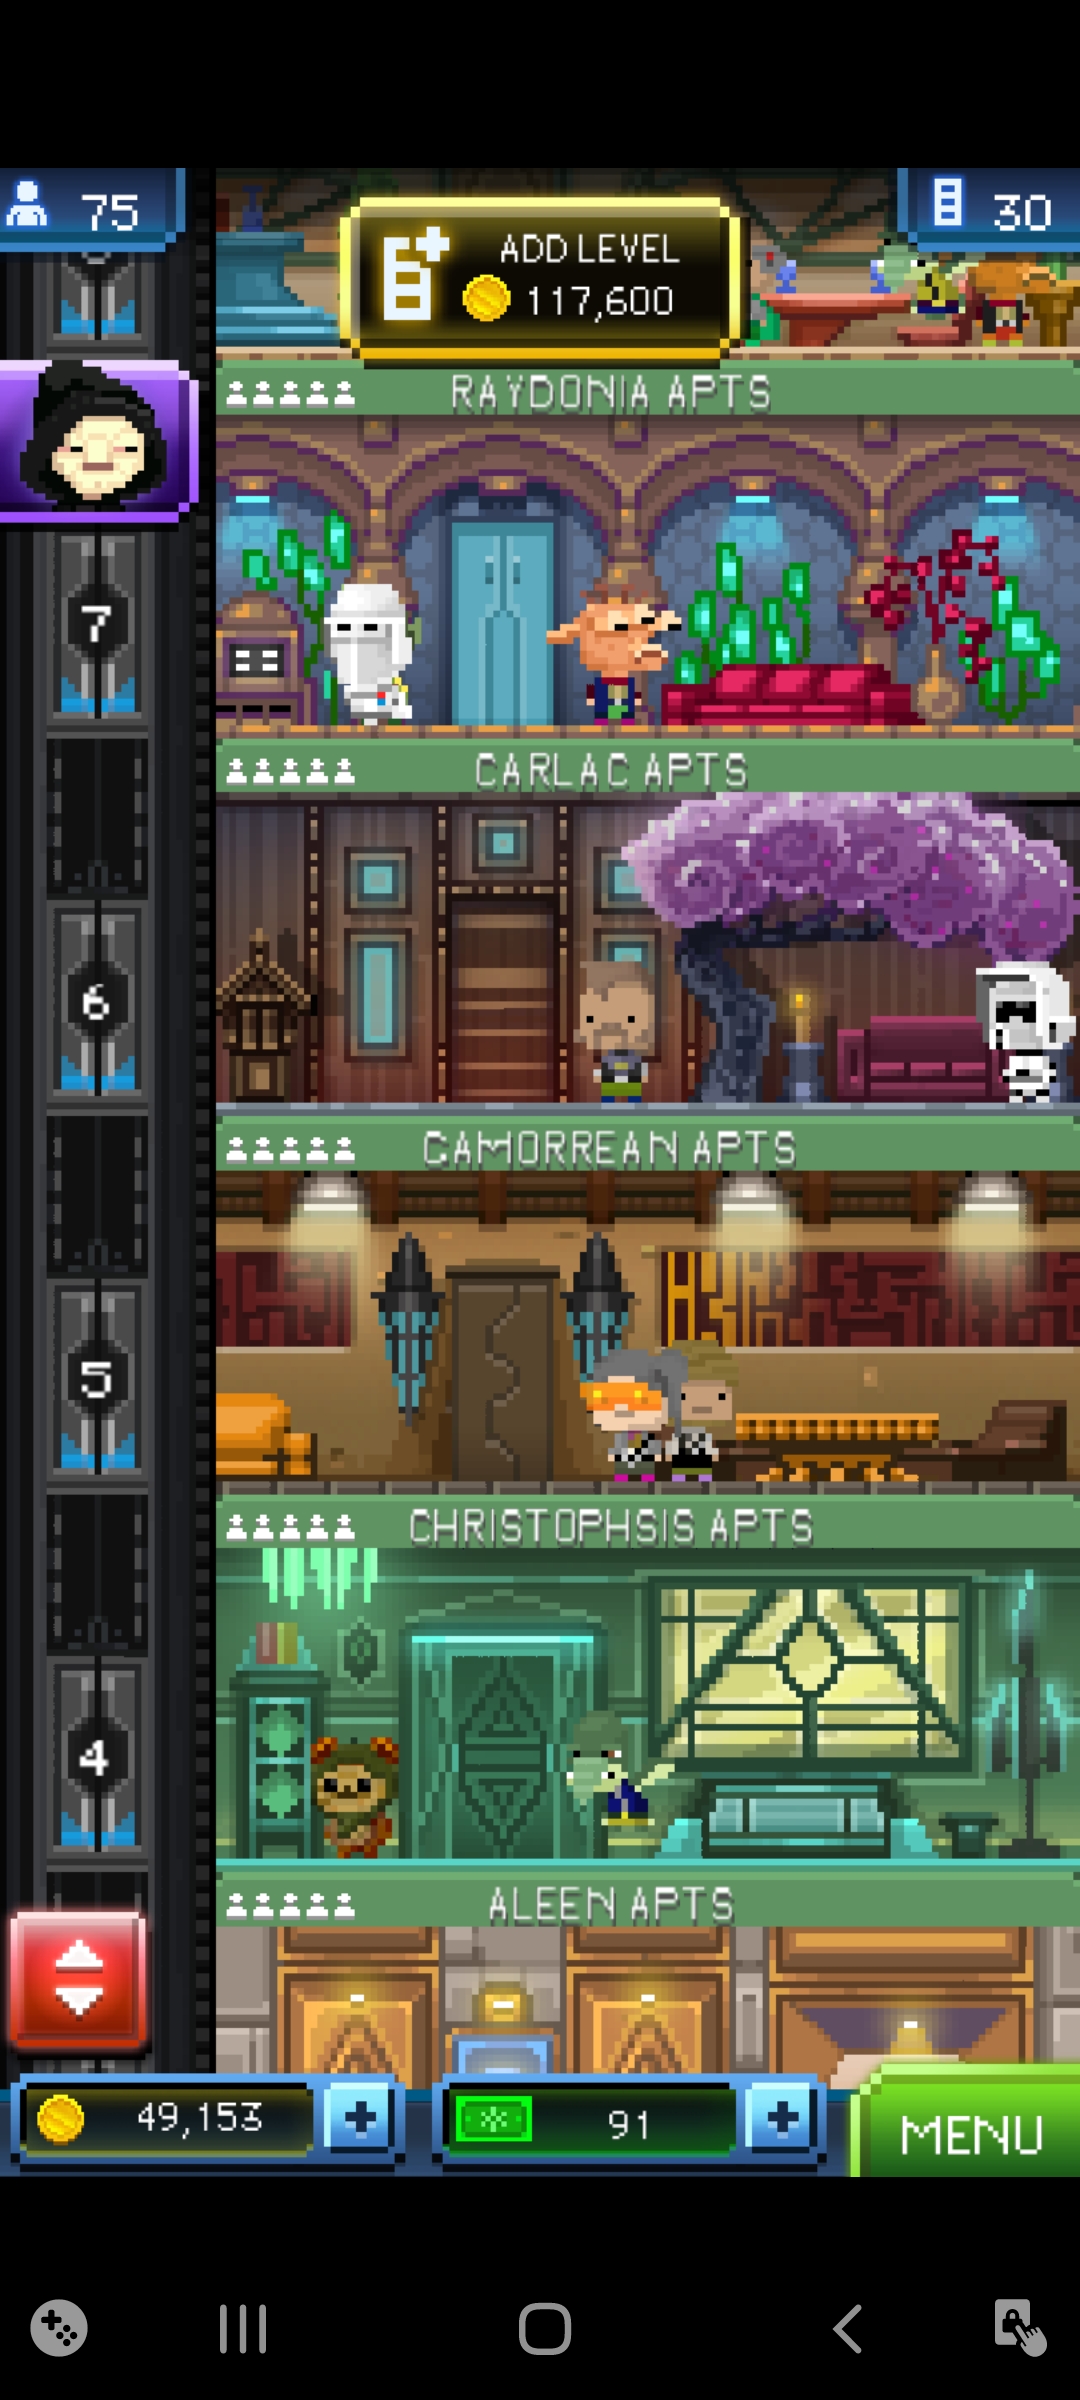 75
ADD LEVEL
117,600
30
RAYDONIA APTS
7
CARLAC APTS
6
CAMORREAN APTS
5
CHRISTOPHSIS APTS
4
ALEEN APTS
49,153
91
MENU